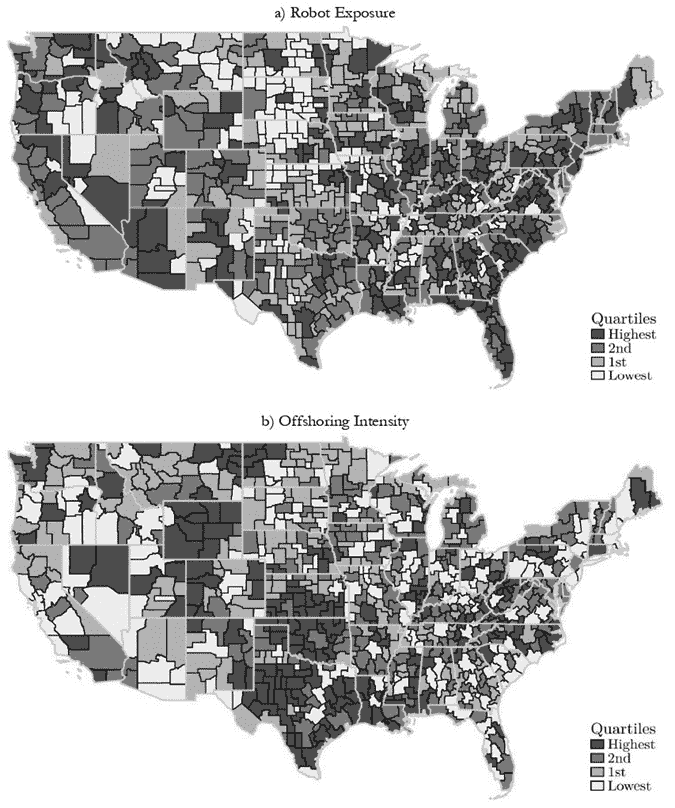 a) Robot Exposure
Quartiles
Highest
2nd
1st
Lowest
b) Offshoring Intensity
Quartiles
Highest
2nd
1st
Lowest